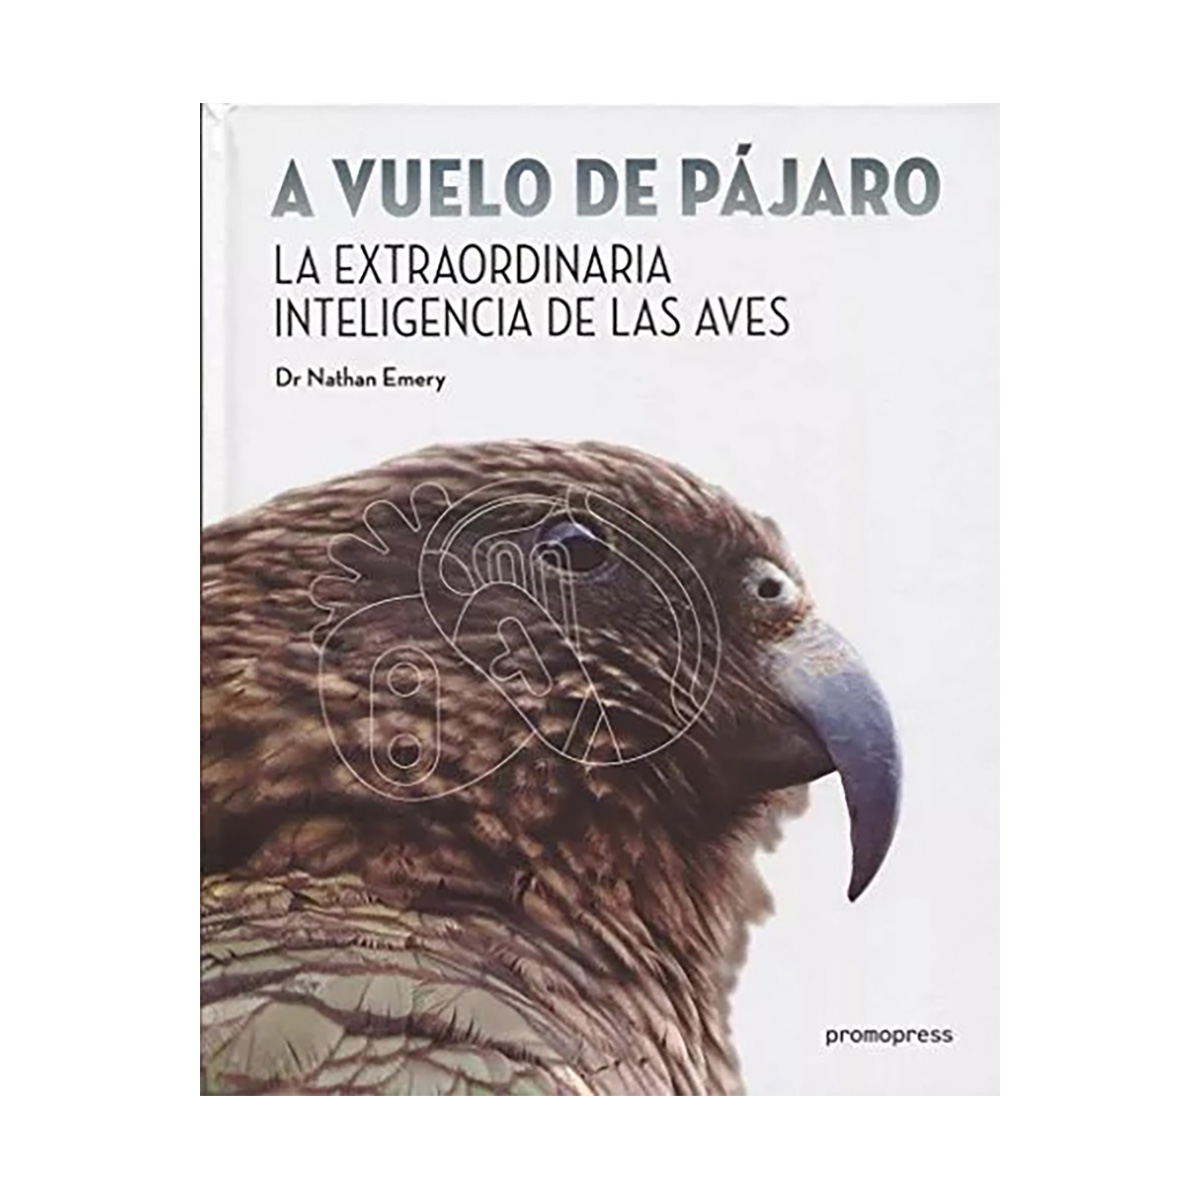 A VUELO DE PÁJARO
LA EXTRAORDINARIA
INTELIGENCIA DE LAS AVES
Dr Nathan Emery
promopress